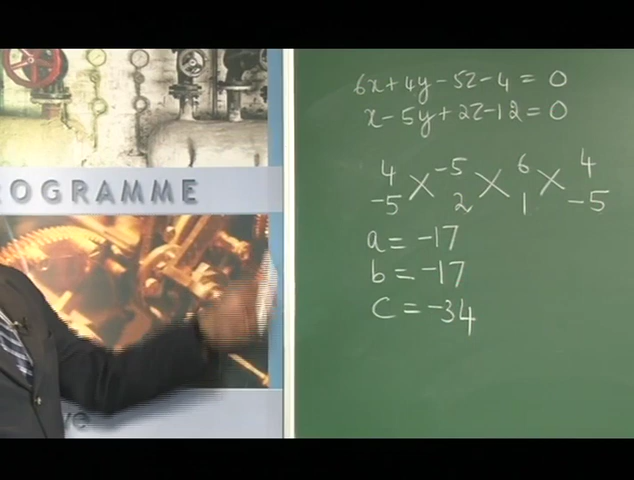 6x+4y-5z-4=0
x-5y+2z-12=0
4 -5 6 4
-5 2 1 -5
a=-17
b=-17
c=-34
OGRAMME
ve